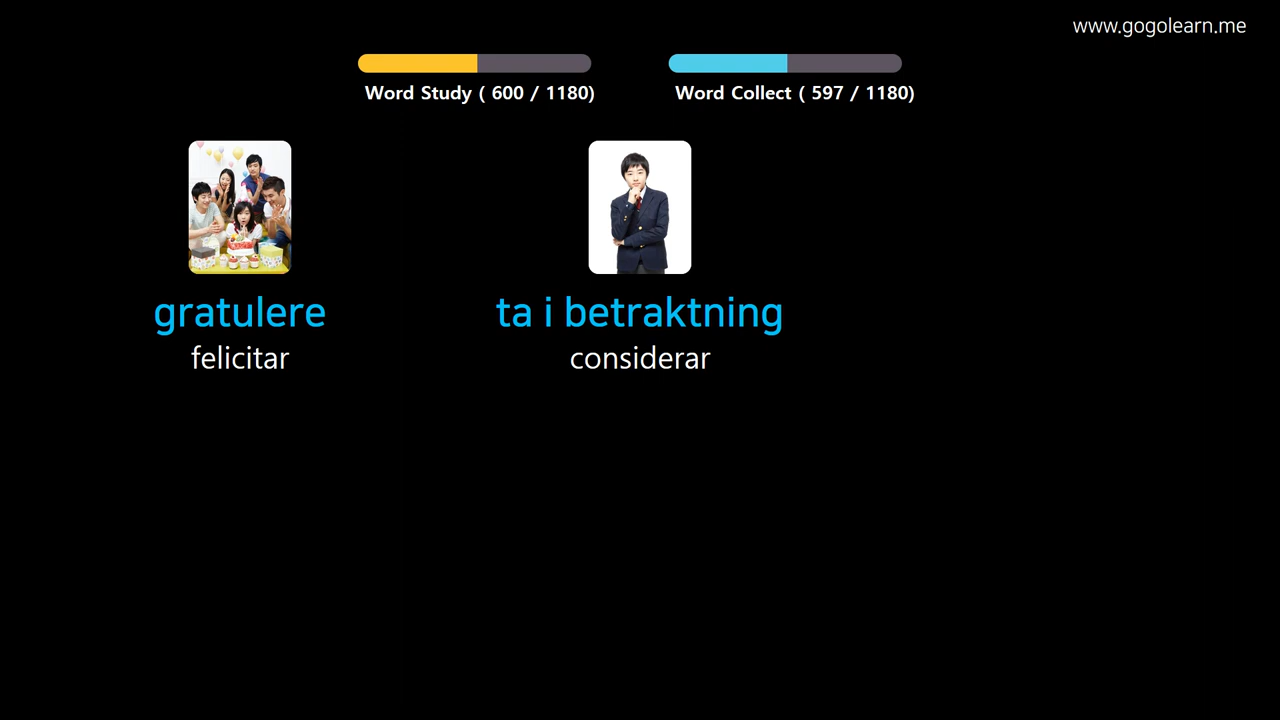 www.gogolearn.me
Word Study ( 600 / 1180)
Word Collect ( 597 / 1180)
gratulere
felicitar
ta i betraktning
considerar